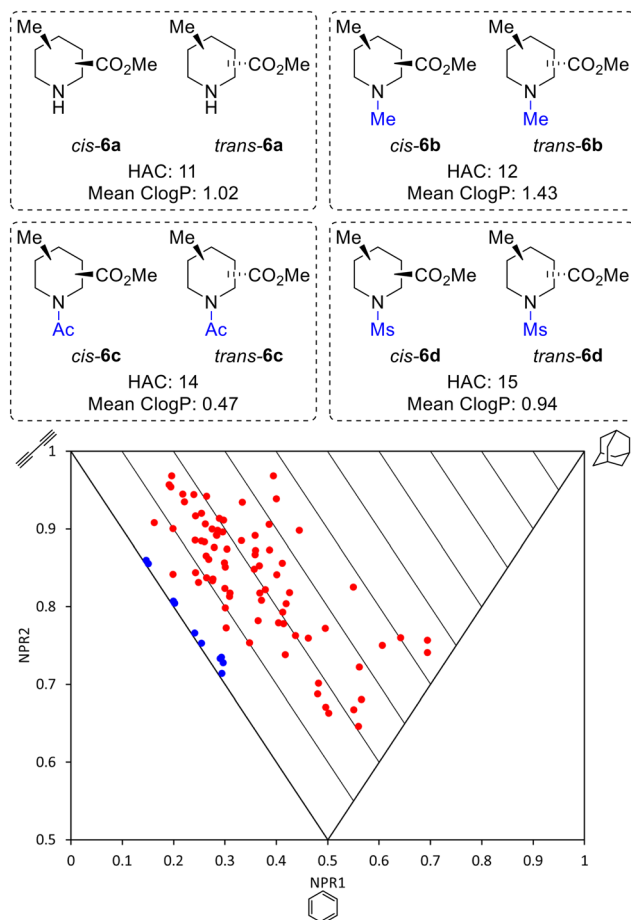 Me Me Me Me
CO2Me CO2Me CO2Me CO2Me
N N N N
H H Me Me
cis-6a trans-6a cis-6b trans-6b
HAC: 11 HAC: 12
Mean ClogP: 1.02 Mean ClogP: 1.43
Me Me Me Me
CO2Me CO2Me CO2Me CO2Me
N N N N
Ac Ac Ms Ms
cis-6c trans-6c cis-6d trans-6d
HAC: 14 HAC: 15
Mean ClogP: 0.47 Mean ClogP: 0.94
1
0.9
0.8
NPR2
0.7
0.6
0.5
0 0.1 0.2 0.3 0.4 0.5 0.6 0.7 0.8 0.9 1
NPR1